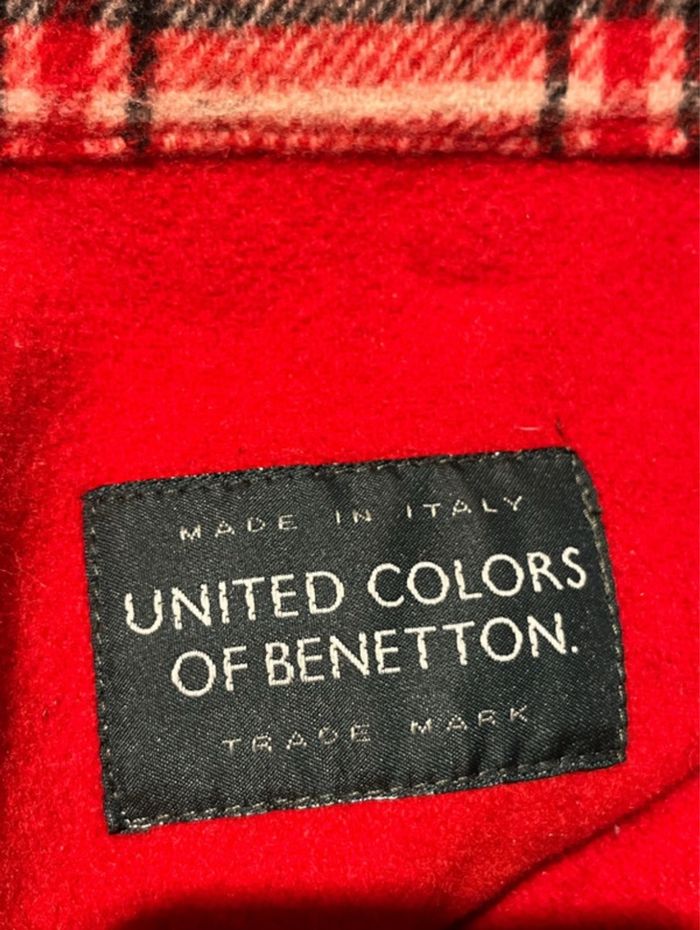 MADE IN ITALY
UNITED COLORS
OF BENETTON.
TRADE MARK